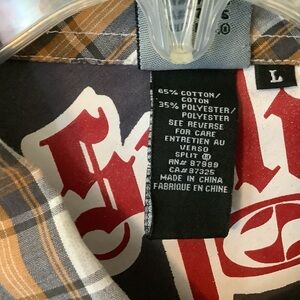 L
65% COTTON/
COTON
35% POLYESTER/
POLYESTER
SEE REVERSE
FOR CARE
ENTRETIEN AU
VERSO
SPLIT
RN# 87989
CA# 37325
MADE IN CHINA
FABRIQUE EN CHINE